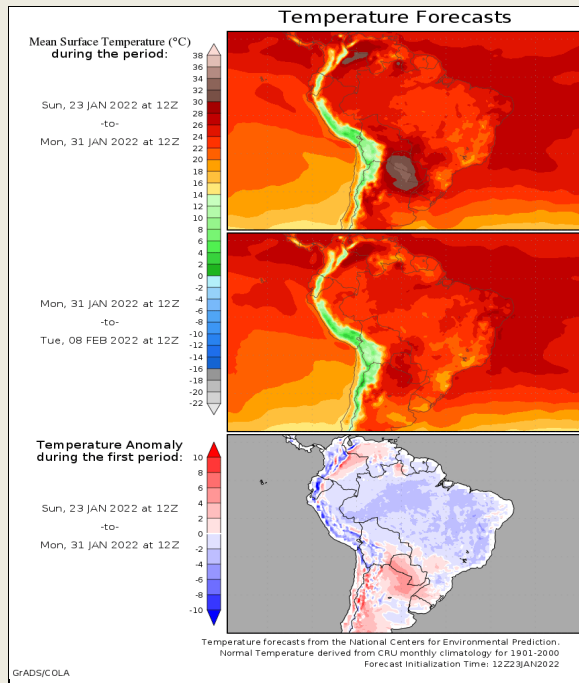 Temperature Forecasts
Mean Surface Temperature (°C)
during the period:
Sun, 23 JAN 2022 at 12Z
-to-
Mon, 31 JAN 2022 at 12Z
38
36
34
32
30
28
26
24
22
20
18
16
14
12
10
8
6
4
2
0
-2
-4
-6
-8
-10
-12
-14
-16
-18
-20
-22
Mon, 31 JAN 2022 at 12Z
-to-
Tue, 08 FEB 2022 at 12Z
Temperature Anomaly
during the first period:
Sun, 23 JAN 2022 at 12Z
-to-
Mon, 31 JAN 2022 at 12Z
10
8
6
4
2
0
-2
-4
-6
-8
-10
Temperature forecasts from the National Centers for Environmental Prediction.
Normal Temperature derived from CRU monthly climatology for 1901-2000
Forecast Initialization Time: 12Z23JAN2022
GrADS/COLA